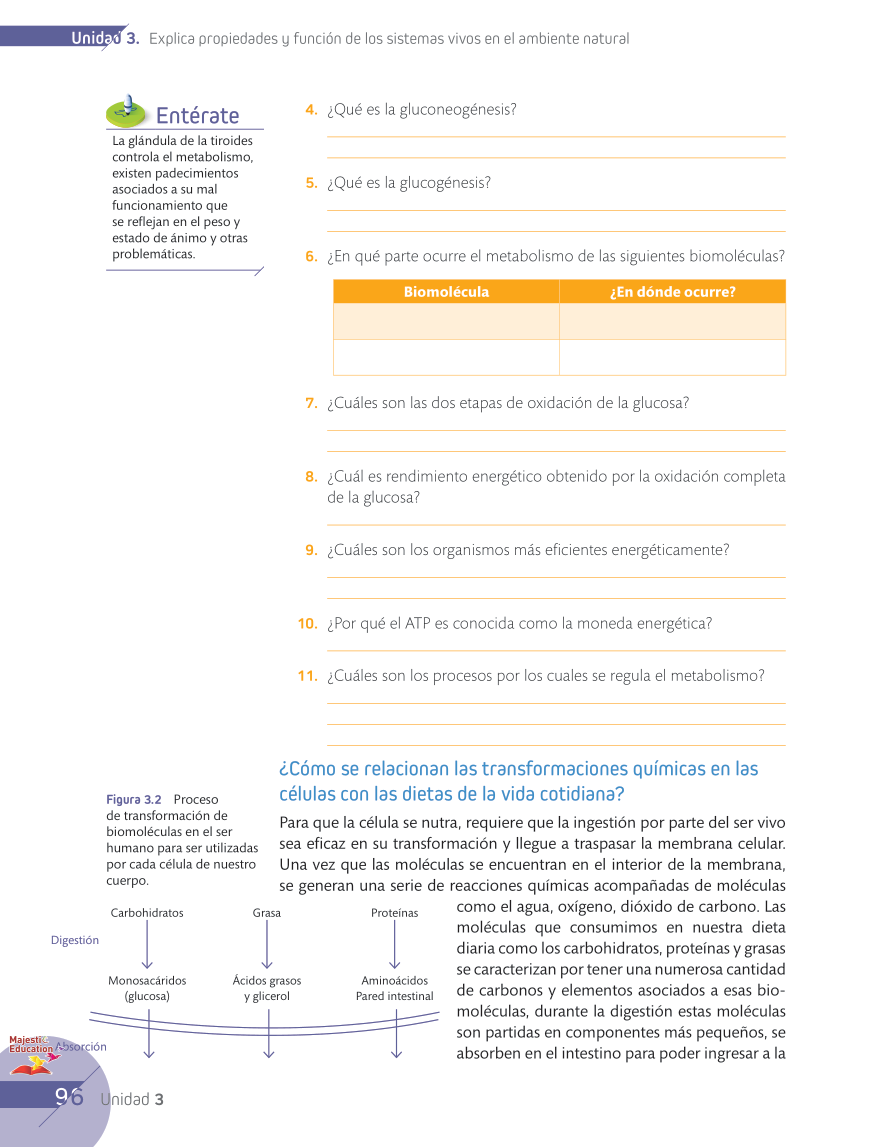 Unidad 3. Explica propiedades y función de los sistemas vivos en el ambiente natural
Entérate
La glándula de la tiroides
controla el metabolismo,
existen padecimientos
asociados a su mal
funcionamiento que
se reflejan en el peso y
estado de ánimo y otras
problemáticas.
4. ¿Qué es la gluconeogénesis?
5. ¿Qué es la glucogénesis?
6. ¿En qué parte ocurre el metabolismo de las siguientes biomoléculas?
Biomolécula ¿En dónde ocurre?
7. ¿Cuáles son las dos etapas de oxidación de la glucosa?
8. ¿Cuál es rendimiento energético obtenido por la oxidación completa
de la glucosa?
9. ¿Cuáles son los organismos más eficientes energéticamente?
10. ¿Por qué el ATP es conocida como la moneda energética?
11. ¿Cuáles son los procesos por los cuales se regula el metabolismo?
¿Cómo se relacionan las transformaciones químicas en las
células con las dietas de la vida cotidiana?
Para que la célula se nutra, requiere que la ingestión por parte del ser vivo
sea eficaz en su transformación y llegue a traspasar la membrana celular.
Una vez que las moléculas se encuentran en el interior de la membrana,
se generan una serie de reacciones químicas acompañadas de moléculas
como el agua, oxígeno, dióxido de carbono. Las
moléculas que consumimos en nuestra dieta
diaria como los carbohidratos, proteínas y grasas
se caracterizan por tener una numerosa cantidad
de carbonos y elementos asociados a esas bio-
moléculas, durante la digestión estas moléculas
son partidas en componentes más pequeños, se
absorben en el intestino para poder ingresar a la
Figura 3.2 Proceso
de transformación de
biomoléculas en el ser
humano para ser utilizadas
por cada célula de nuestro
cuerpo.
Carbohidratos Grasa Proteínas
Digestión
Monosacáridos Ácidos grasos Aminoácidos
(glucosa) y glicerol Pared intestinal
Absorción
Majestic
Education
96 Unidad 3